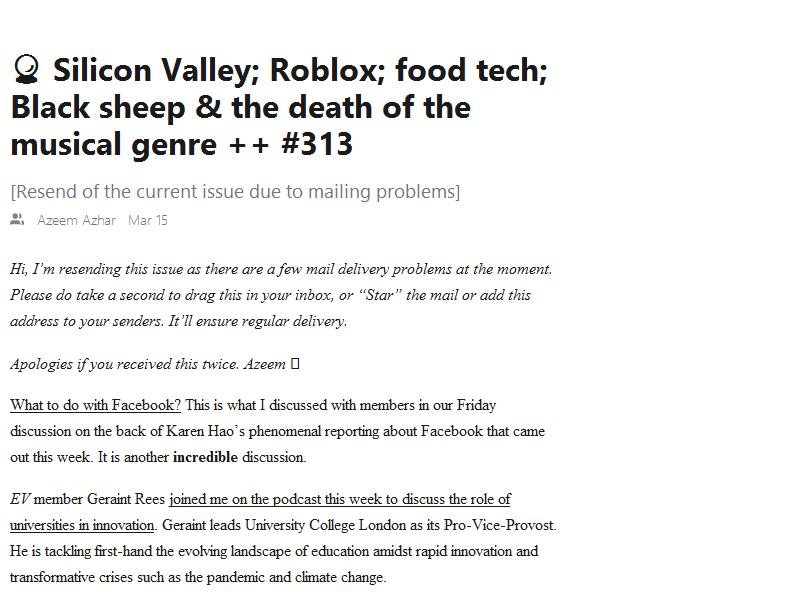 🔮 Silicon Valley; Roblox; food tech;
Black sheep & the death of the
musical genre ++ #313
[Resend of the current issue due to mailing problems]
Azeem Azhar Mar 15
Hi, I’m resending this issue as there are a few mail delivery problems at the moment.
Please do take a second to drag this in your inbox, or “Star” the mail or add this
address to your senders. It’ll ensure regular delivery.
Apologies if you received this twice. Azeem
What to do with Facebook? This is what I discussed with members in our Friday
discussion on the back of Karen Hao’s phenomenal reporting about Facebook that came
out this week. It is another incredible discussion.
EV member Geraint Rees joined me on the podcast this week to discuss the role of
universities in innovation. Geraint leads University College London as its Pro-Vice-Provost.
He is tackling first-hand the evolving landscape of education amidst rapid innovation and
transformative crises such as the pandemic and climate change.